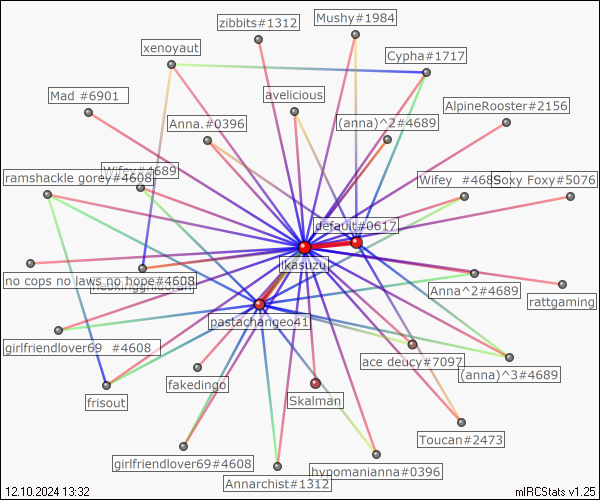 Mushy#1984
zibbits#1312
xenoyaut
Cypha#1717
Mad #6901
avelicious
AlpineRooster#2156
Anna.#0396
(anna)^2#4689
Wifey #4689
ramshackle gorey#4608
Wifey #468
Soxy Foxy#5076
default#0617
ikasuzu
no cops no laws no hope#4608
Anna^2#4689
rattgaming
pastachangeo41
girlfriendlover69 #4608
ace deucy#7097
(anna)^3#4689
fakedingo
frisout
Skalman
Toucan#2473
girlfriendlover69#4608
hypomanianna#0396
Annarchist#1312
12.10.2024 13:32
mIRCStats v1.25